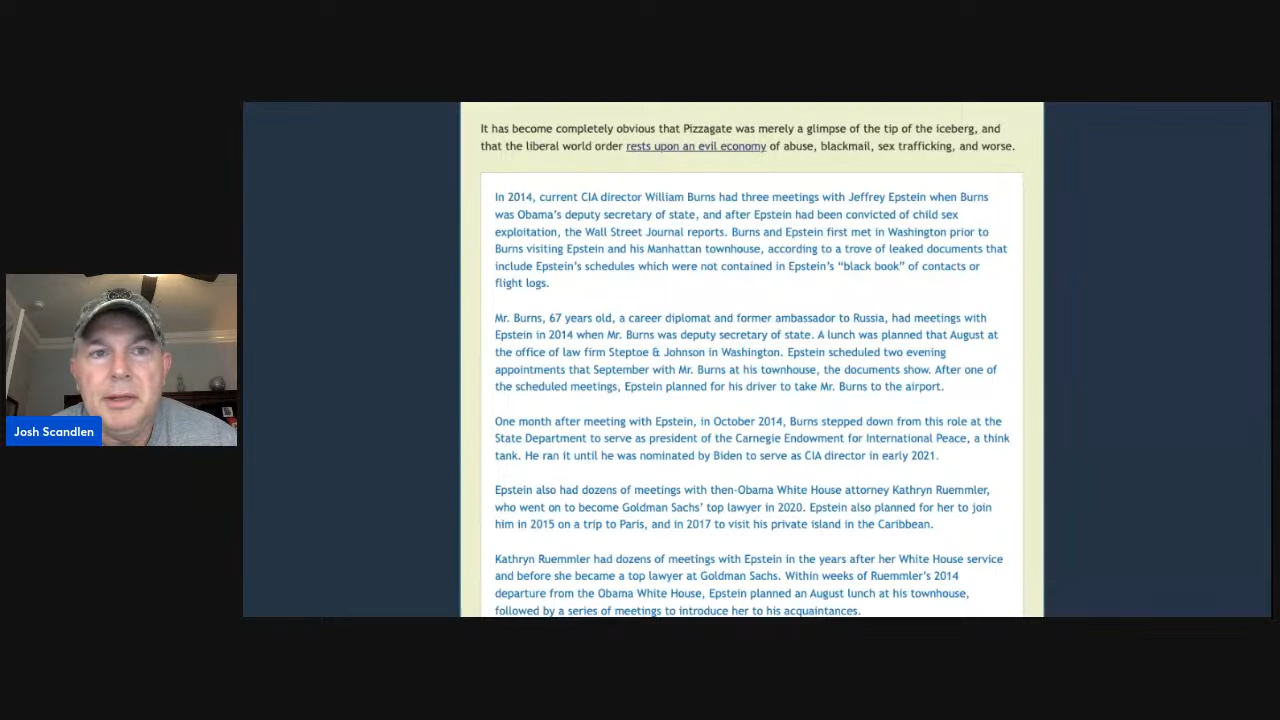 It has become completely obvious that Pizzagate was merely a glimpse of the tip of the iceberg, and
that the liberal world order rests upon an evil economy of abuse, blackmail, sex trafficking, and worse.
In 2014, current CIA director William Burns had three meetings with Jeffrey Epstein when Burns
was Obama's deputy secretary of state, and after Epstein had been convicted of child sex
exploitation, the Wall Street Journal reports. Burns and Epstein first met in Washington prior to
Burns visiting Epstein and his Manhattan townhouse, according to a trove of leaked documents that
include Epstein's schedules which were not contained in Epstein's “black book” of contacts or
flight logs.
Mr. Burns, 67 years old, a career diplomat and former ambassador to Russia, had meetings with
Epstein in 2014 when Mr. Burns was deputy secretary of state. A lunch was planned that August at
the office of law firm Steptoe & Johnson in Washington. Epstein scheduled two evening
appointments that September with Mr. Burns at his townhouse, the documents show. After one of
the scheduled meetings, Epstein planned for his driver to take Mr. Burns to the airport.
One month after meeting with Epstein, in October 2014, Burns stepped down from this role at the
State Department to serve as president of the Carnegie Endowment for International Peace, a think
tank. He ran it until he was nominated by Biden to serve as CIA director in early 2021.
Epstein also had dozens of meetings with then-Obama White House attorney Kathryn Ruemmler,
who went on to become Goldman Sachs' top lawyer in 2020. Epstein also planned for her to join
him in 2015 on a trip to Paris, and in 2017 to visit his private island in the Caribbean.
Kathryn Ruemmler had dozens of meetings with Epstein in the years after her White House service
and before she became a top lawyer at Goldman Sachs. Within weeks of Ruemmler's 2014
departure from the Obama White House, Epstein planned an August lunch at his townhouse,
followed by a series of meetings to introduce her to his acquaintances.
Josh Scandlen